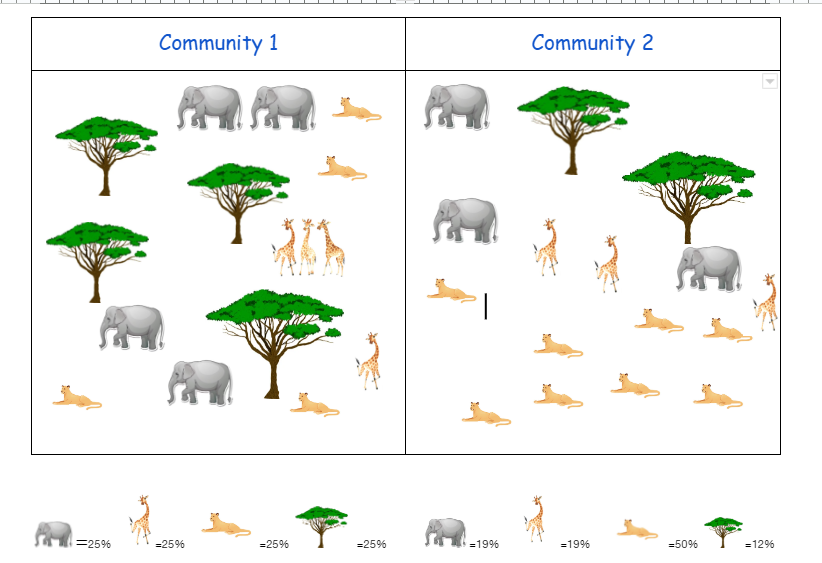 Community 1
Community 2
=25% =25% =25% =25% =19% =19% =50% =12%